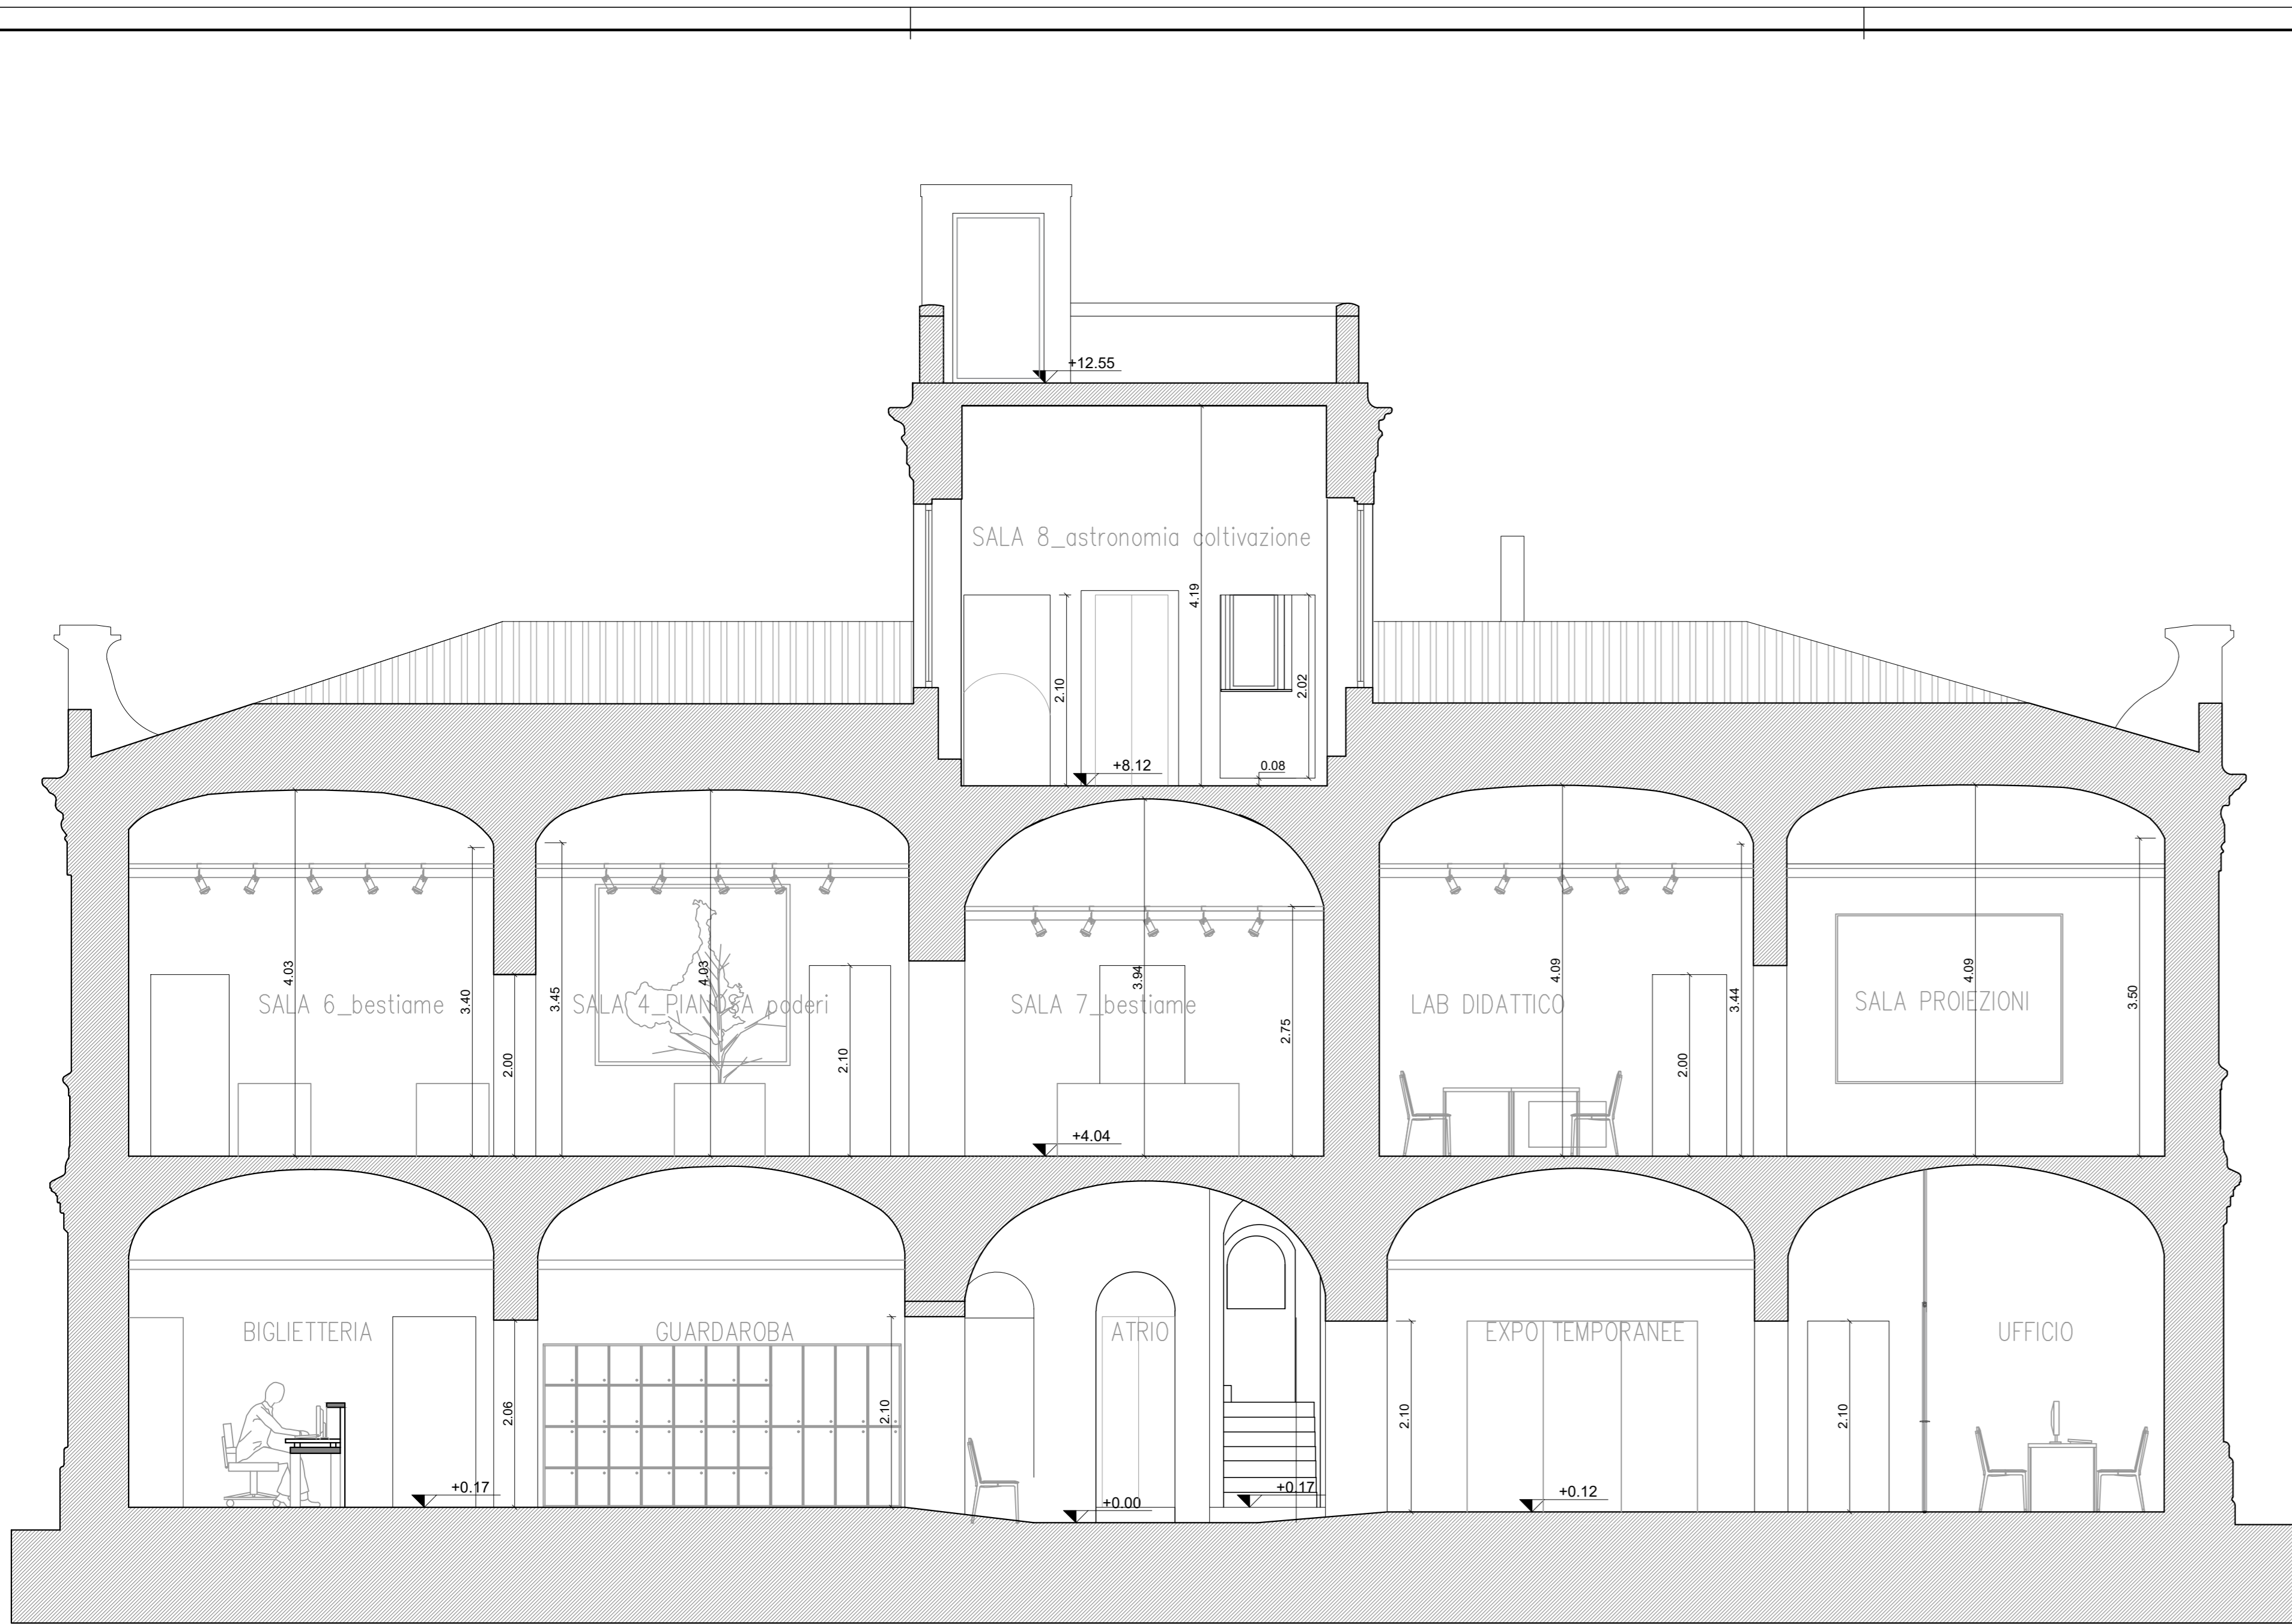 +12.55
SALA 8_astronomia coltivazione
4.19
2.10
2.02
+8.12
0.08
4.03
3.40
SALA 6_bestiame
2.00
3.45
4.03
SALA 4_PIANOSA poderi
2.10
3.94
SALA 7_bestiame
2.75
+4.04
4.09
LAB DIDATTICO
3.44
2.00
4.09
SALA PROIEZIONI
3.50
BIGLIETTERIA
GUARDAROBA
ATRIO
EXPO TEMPORANEE
UFFICIO
2.06
2.10
2.10
2.10
+0.17
+0.00
+0.17
+0.12